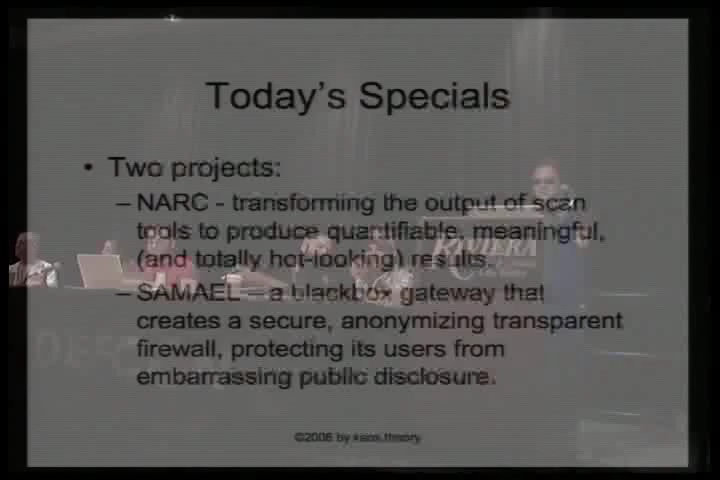 Today's Specials
• Two projects:
– NARC - transforming the output of scan
tools to produce quantifiable, meaningful,
(and totally hot-looking) results.
– SAMAEL – a blackbox gateway that
creates a secure, anonymizing transparent
firewall, protecting its users from
embarrassing public disclosure.
©2006 by kaos.theory
RIVIERA
DEFC